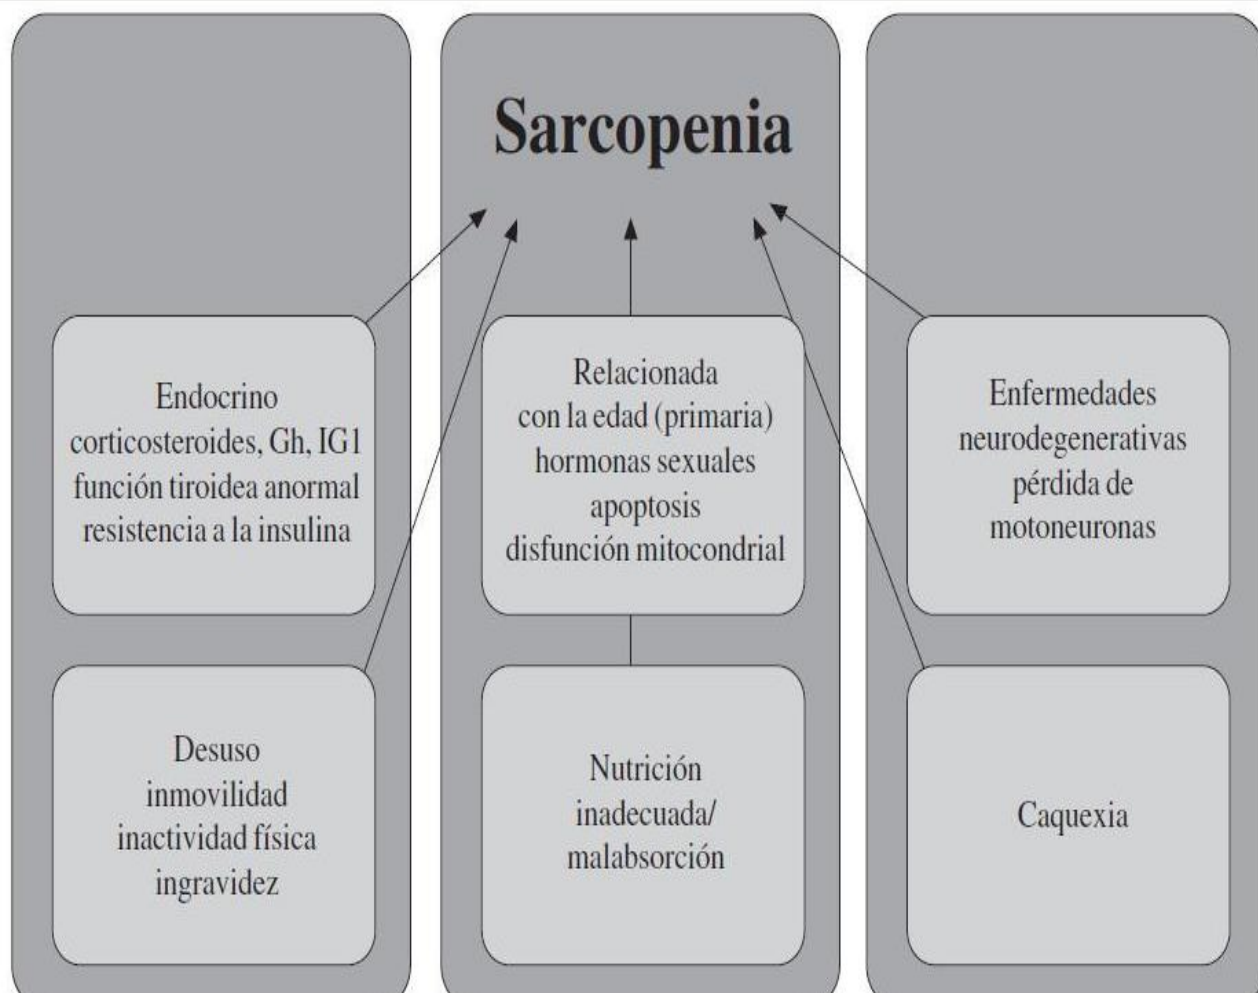 Sarcopenia
Endocrino
corticosteroides, Gh, IG1
función tiroidea anormal
resistencia a la insulina
Relacionada
con la edad (primaria)
hormonas sexuales
apoptosis
disfunción mitocondrial
Enfermedades
neurodegenerativas
pérdida de
motoneuronas
Desuso
inmovilidad
inactividad física
ingravidez
Nutrición
inadecuada/
malabsorción
Caquexia